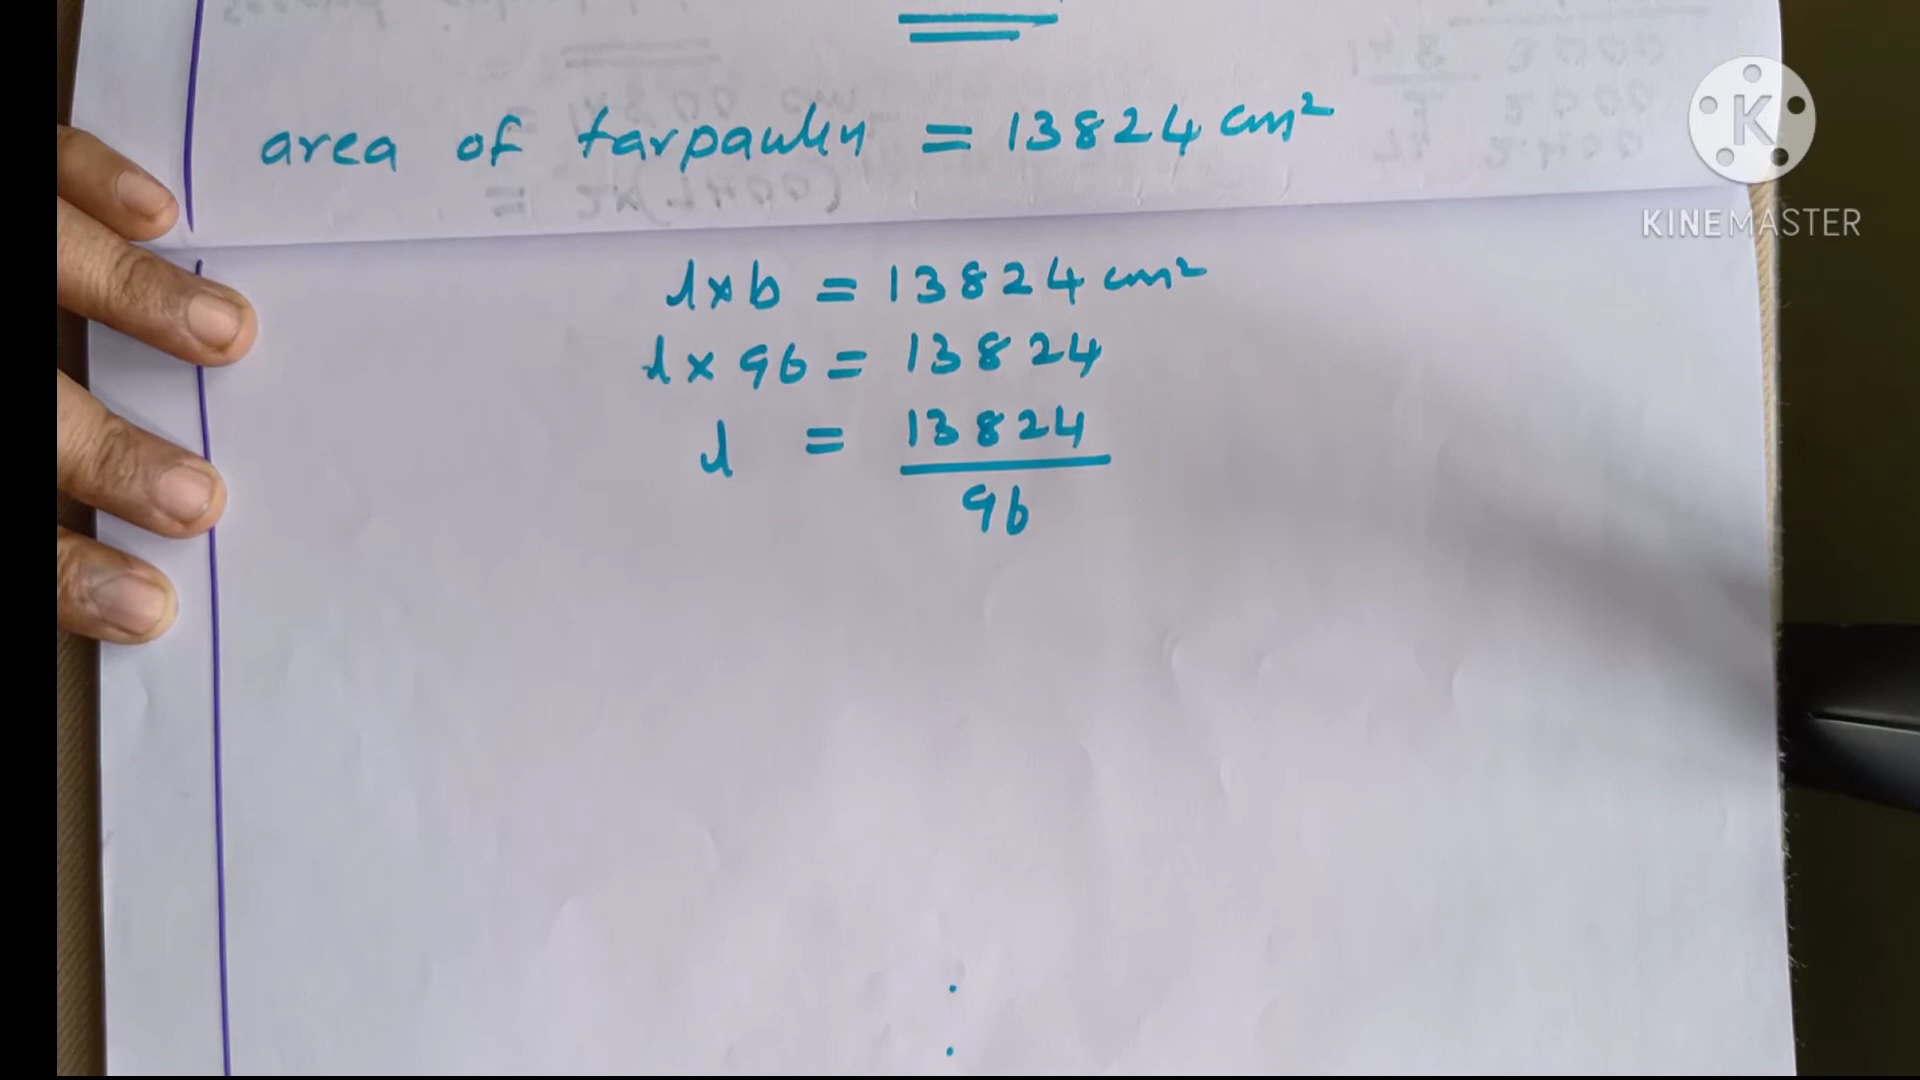 area of tarpaulin = 13824 cm²
l × b = 13824 cm²
l × 96 = 13824
l = 13824
96
K
KINEMASTER